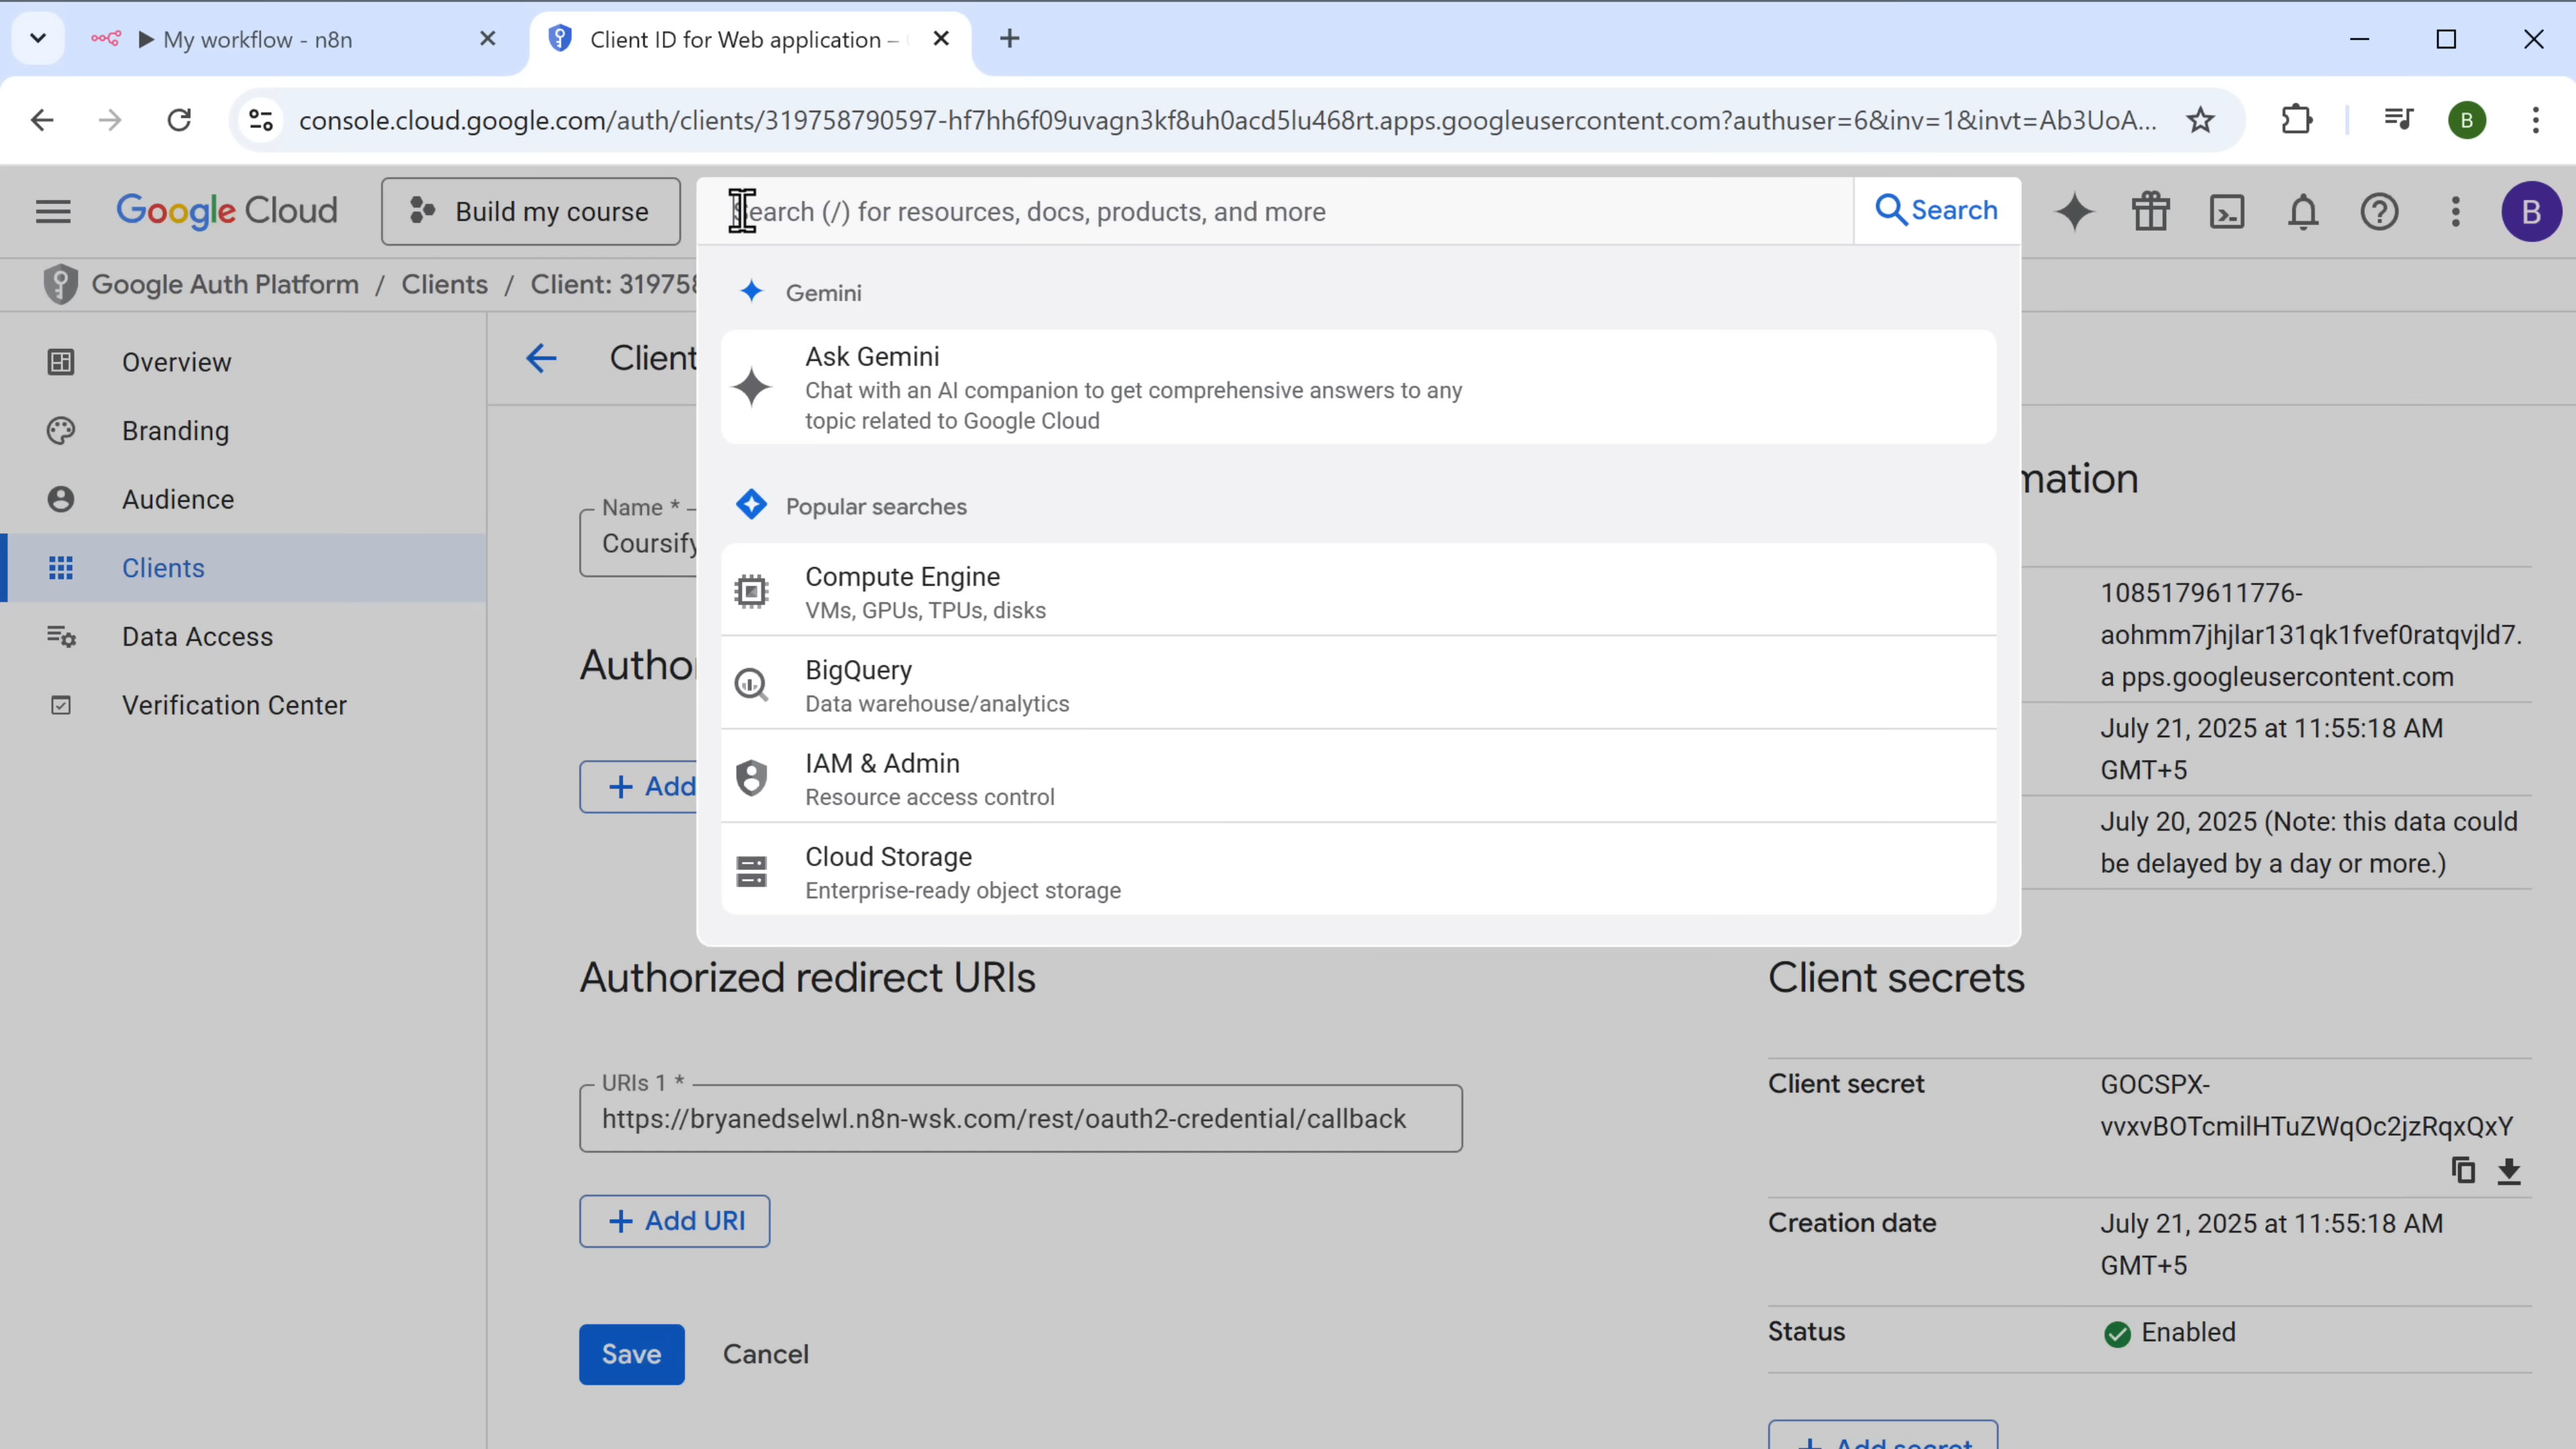 My workflow - n8n
Client ID for Web application –
console.cloud.google.com/auth/clients/319758790597-hf7hh6f09uvagn3kf8uh0acd5lu468rt.apps.googleusercontent.com?authuser=6&inv=1&invt=Ab3UoA...
B
Google Cloud
Build my course
Search (/) for resources, docs, products, and more
Search
B
Google Auth Platform / Clients / Client: 31975
Gemini
Ask Gemini
Chat with an AI companion to get comprehensive answers to any
topic related to Google Cloud
Popular searches
Compute Engine
VMs, GPUs, TPUs, disks
BigQuery
Data warehouse/analytics
IAM & Admin
Resource access control
Cloud Storage
Enterprise-ready object storage
Overview
Branding
Audience
Clients
Data Access
Verification Center
Client
Name *
Coursify
Author
Add
Authorized redirect URIs
URIs 1 *
https://bryanedselwl.n8n-wsk.com/rest/oauth2-credential/callback
Add URI
Save
Cancel
mation
1085179611776-
aohmm7jhjlar131qk1fvef0ratqvjld7.
a pps.googleusercontent.com
July 21, 2025 at 11:55:18 AM
GMT+5
July 20, 2025 (Note: this data could
be delayed by a day or more.)
Client secrets
Client secret
GOCSPX-
vvxvBOTcmilHTuZWqOc2jzRqxQxY
Creation date
July 21, 2025 at 11:55:18 AM
GMT+5
Status
Enabled
Add secret